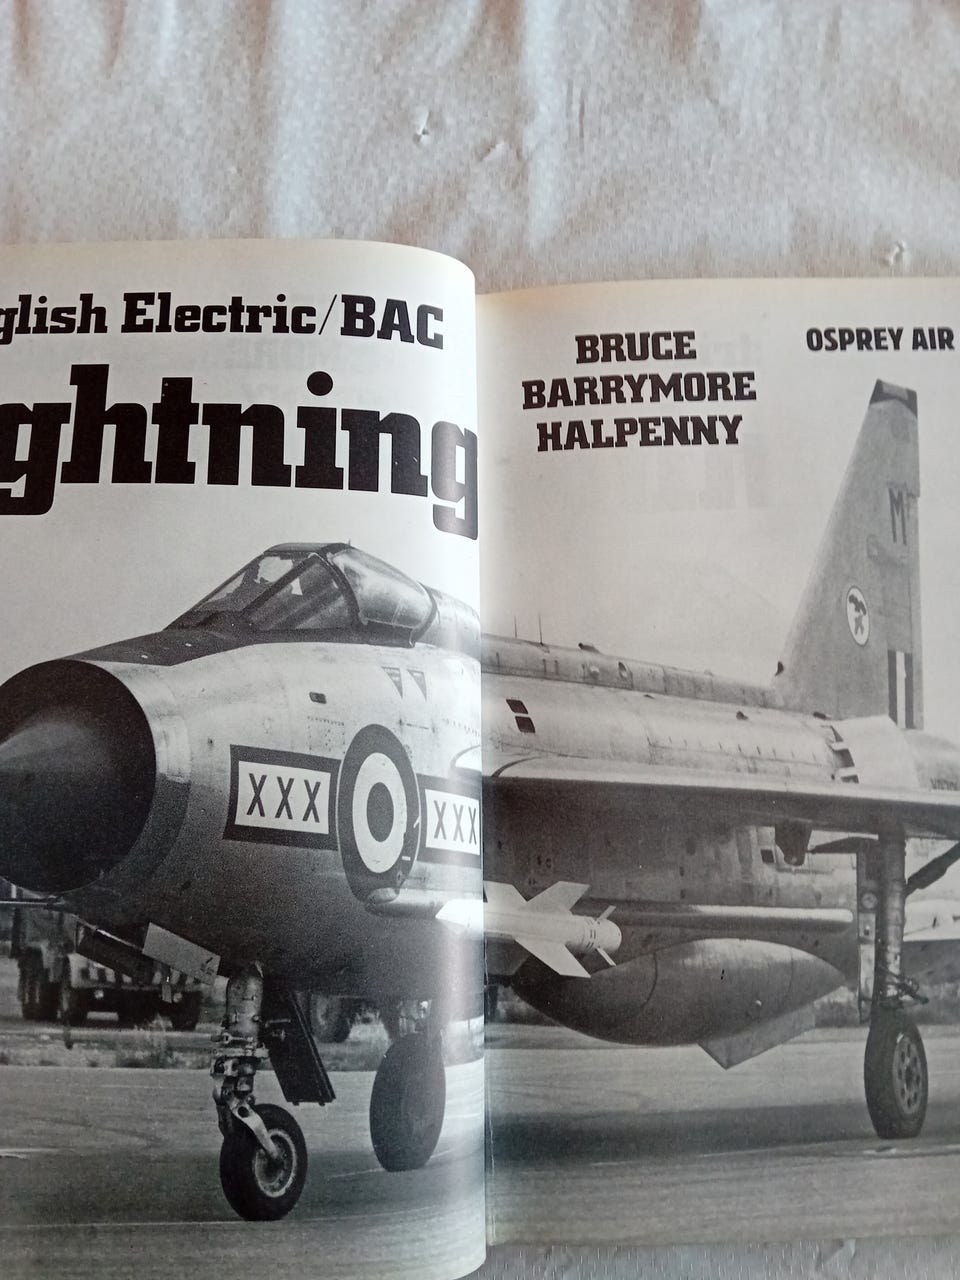 glish Electric/BAC
ghtning
BRUCE
BARRYMORE
HALPENNY
OSPREY AIR
M
XXX
XXX